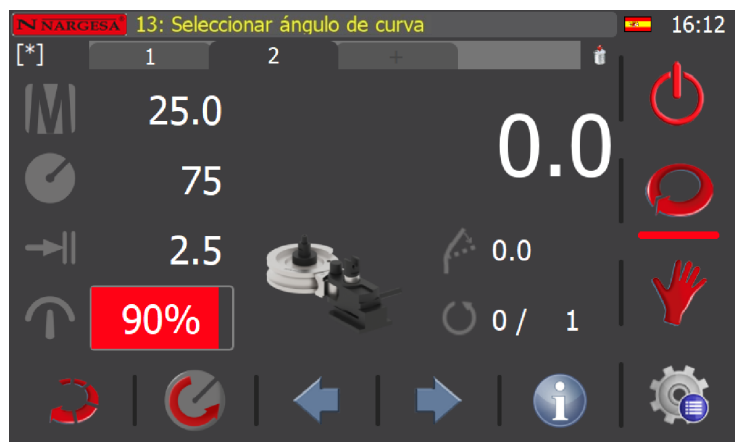 NARGESA 13: Seleccionar ángulo de curva 16:12
[*] 1 2 +
25.0
0.0
75
2.5
0.0
90%
0 / 1